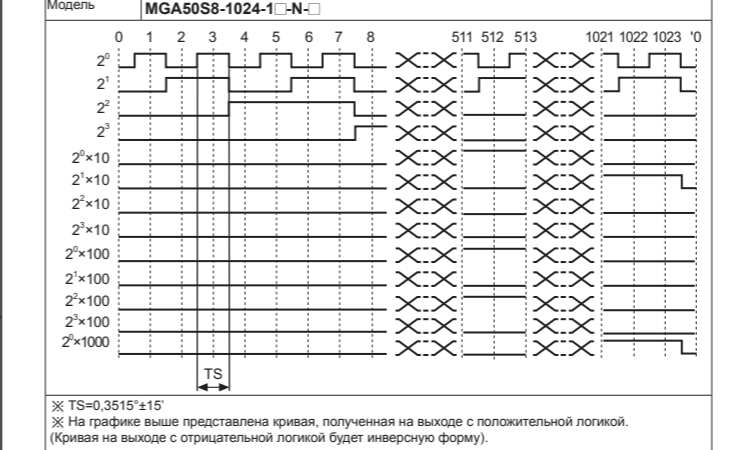 Модель MGA50S8-1024-1□-N-□
0 1 2 3 4 5 6 7 8 511 512 513 1021 1022 1023 '0
2⁰
2¹
2²
2³
2⁰×10
2¹×10
2²×10
2³×10
2⁰×100
2¹×100
2²×100
2³×100
2⁰×1000
TS
※ TS=0,3515°±15'
※ На графике выше представлена кривая, полученная на выходе с положительной логикой.
(Кривая на выходе с отрицательной логикой будет инверсную форму).